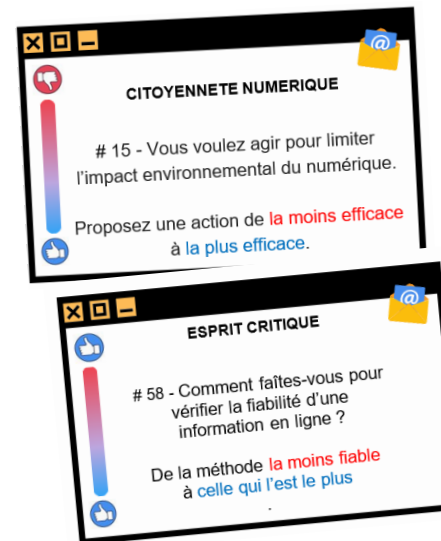 @
CITOYENNETE NUMERIQUE
# 15 - Vous voulez agir pour limiter
l'impact environnemental du numérique.
Proposez une action de la moins efficace
à la plus efficace.
@
ESPRIT CRITIQUE
# 58 - Comment faîtes-vous pour
vérifier la fiabilité d'une
information en ligne ?
De la méthode la moins fiable
à celle qui l'est le plus
.